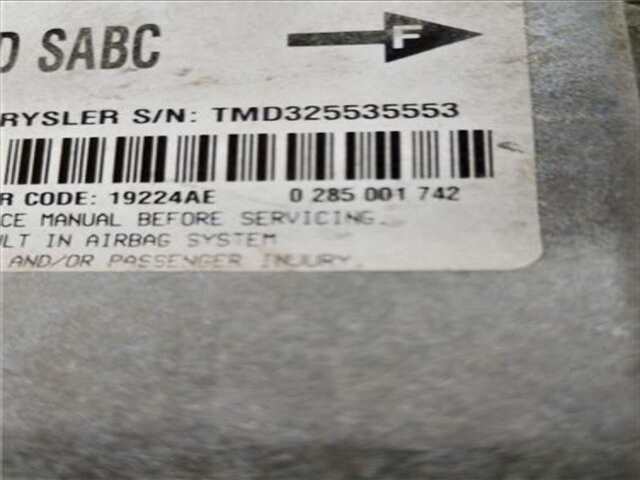 D SABC
F
RYSLER S/N: TMD325535553
R CODE: 19224AE 0 285 001 742
CE MANUAL BEFORE SERVICING.
LT IN AIRBAG SYSTEM
AND/OR PASSENGER INJURY.